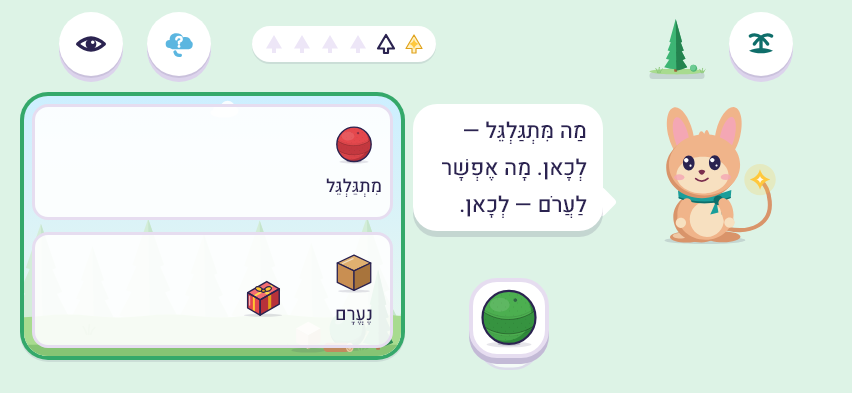 מַה מִּתְגַּלְגֵּל –
לְכָאן. מָה אֶפְשָׁר
לַעֲרֹם – לְכָאן.
מִתְגַּלְגֵּל
נֶעֱרָם